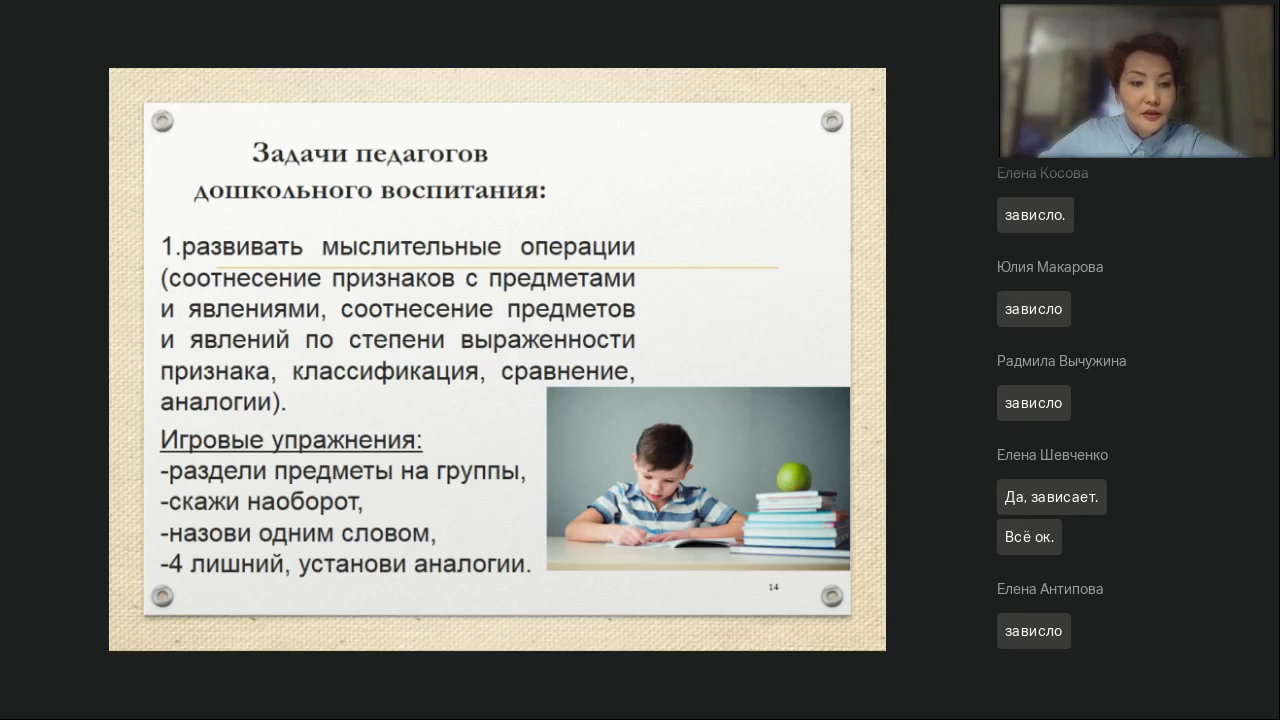 Задачи педагогов
дошкольного воспитания:
1.развивать мыслительные операции
(соотнесение признаков с предметами
и явлениями, соотнесение предметов
и явлений по степени выраженности
признака, классификация, сравнение,
аналогии).
Игровые упражнения:
-раздели предметы на группы,
-скажи наоборот,
-назови одним словом,
-4 лишний, установи аналогии.
14
Елена Косова
зависло.
Юлия Макарова
зависло
Радмила Вычужина
зависло
Елена Шевченко
Да, зависает.
Всё ок.
Елена Антипова
зависло